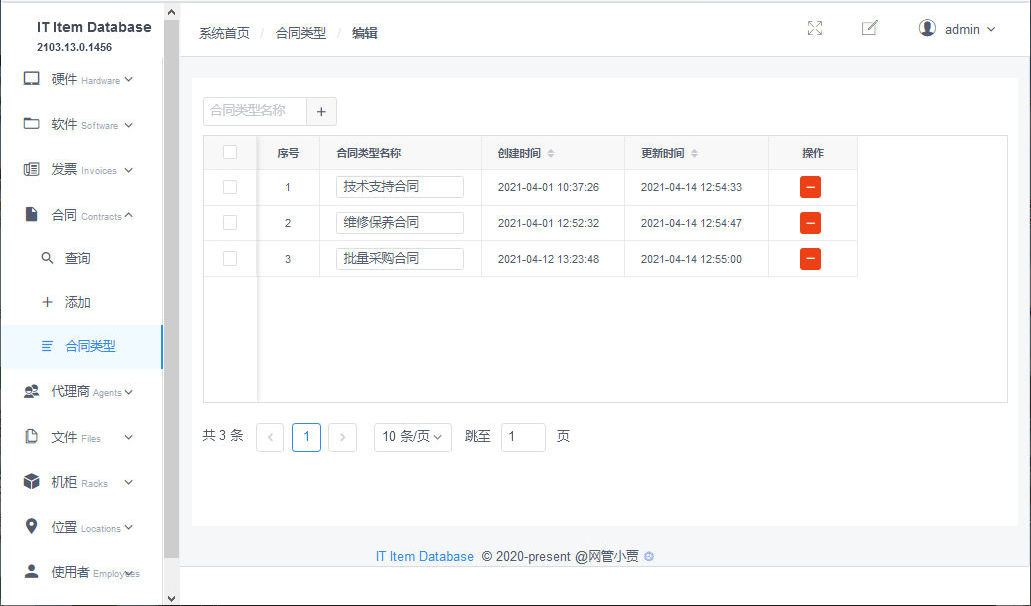 IT Item Database
2103.13.0.1456
硬件 Hardware
软件 Software
发票 Invoices
合同 Contracts
查询
添加
合同类型
代理商 Agents
文件 Files
机柜 Racks
位置 Locations
使用者 Employees
系统首页 / 合同类型 / 编辑
admin
合同类型名称 +
序号 合同类型名称 创建时间 更新时间 操作
1 技术支持合同 2021-04-01 10:37:26 2021-04-14 12:54:33
2 维修保养合同 2021-04-01 12:52:32 2021-04-14 12:54:47
3 批量采购合同 2021-04-12 13:23:48 2021-04-14 12:55:00
共 3 条 < 1 > 10 条/页 跳至 1 页
IT Item Database © 2020-present @网管小贾